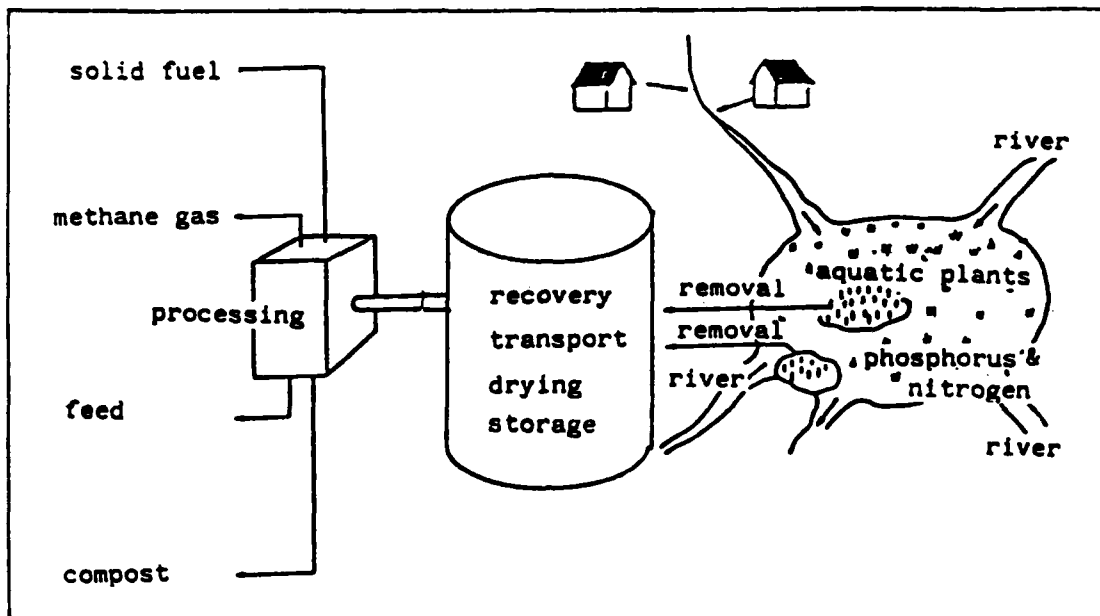 solid fuel
methane gas
processing
feed
compost
recovery
transport
drying
storage
removal
removal
river
aquatic plants
phosphorus &
nitrogen
river
river